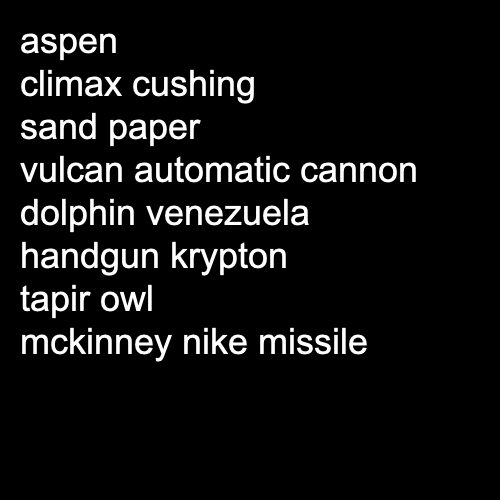 aspen
climax cushing
sand paper
vulcan automatic cannon
dolphin venezuela
handgun krypton
tapir owl
mckinney nike missile